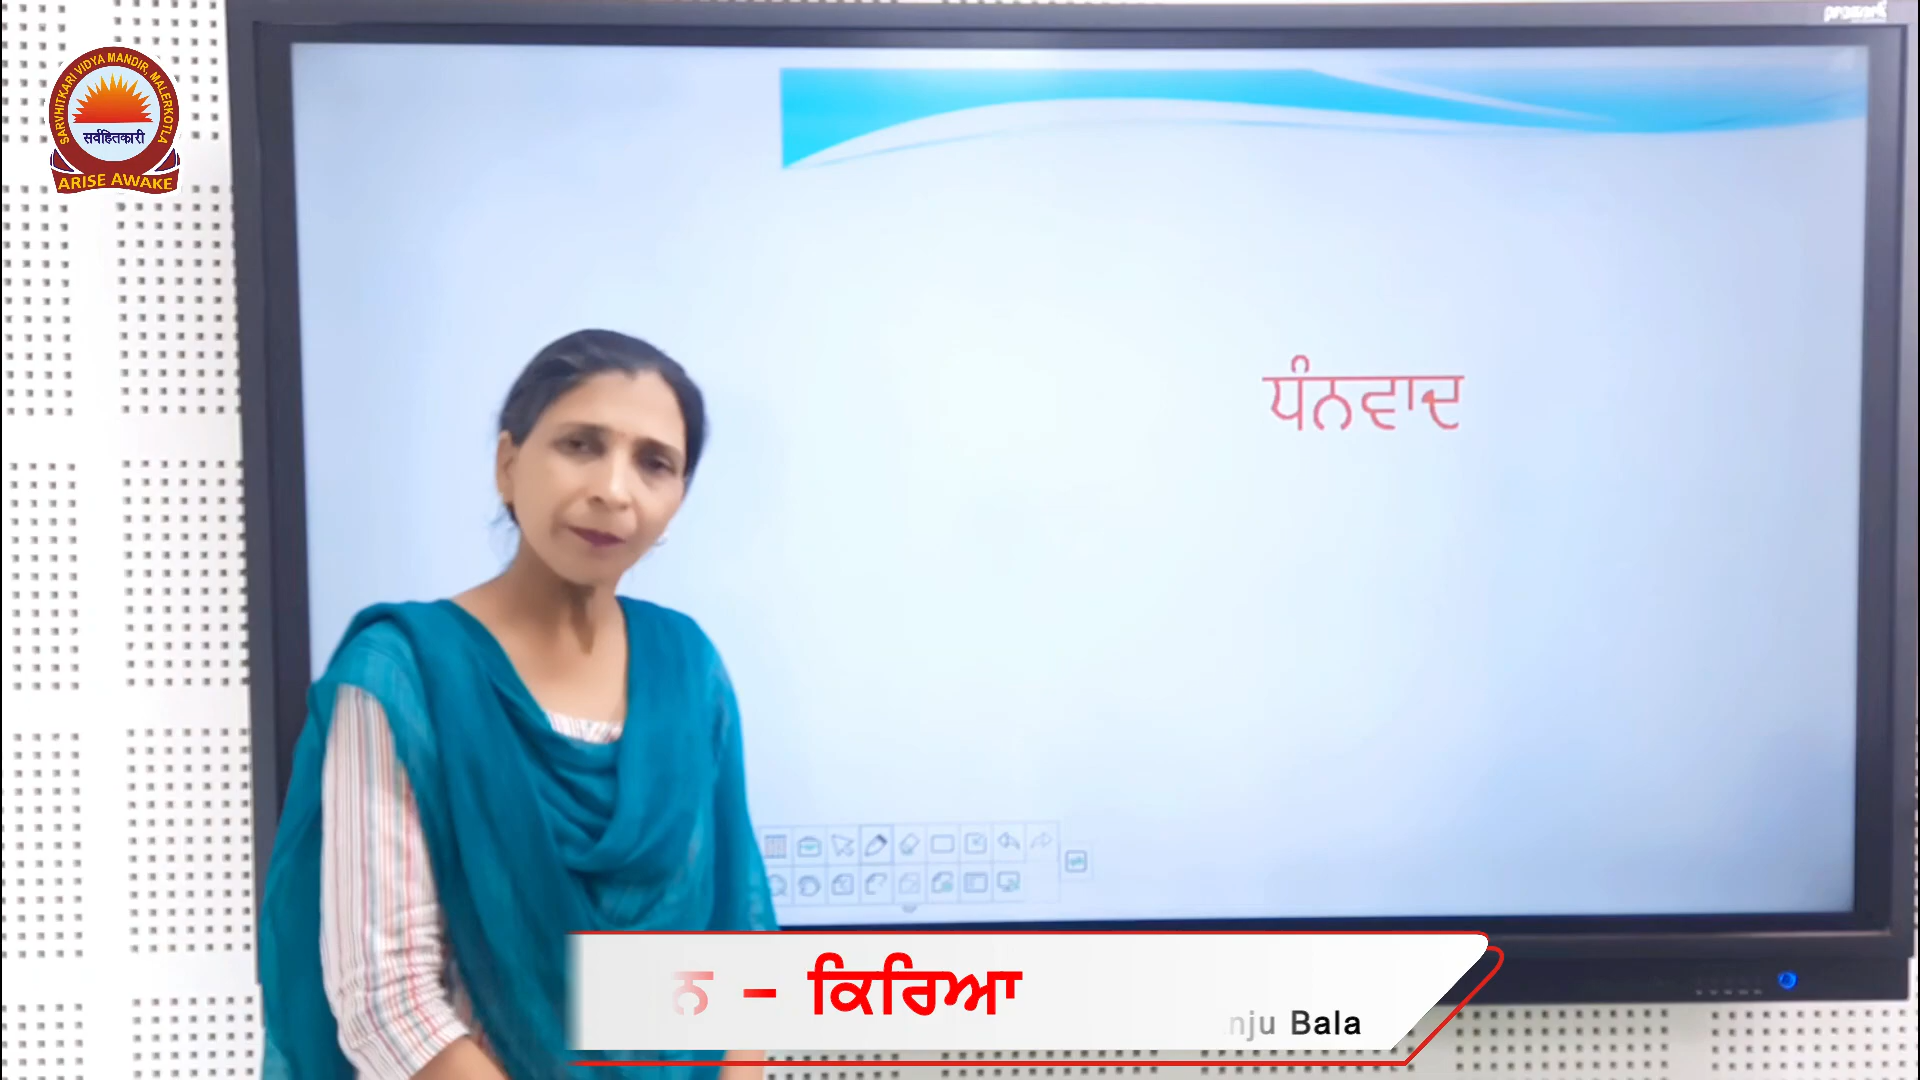 SARVHITKARI VIDYA MANDIR, MALERKOTLA
सर्वहितकारी
ARISE AWAKE
ਧੰਨਵਾਦ
ਨ - ਕਿਰਿਆ
nju Bala